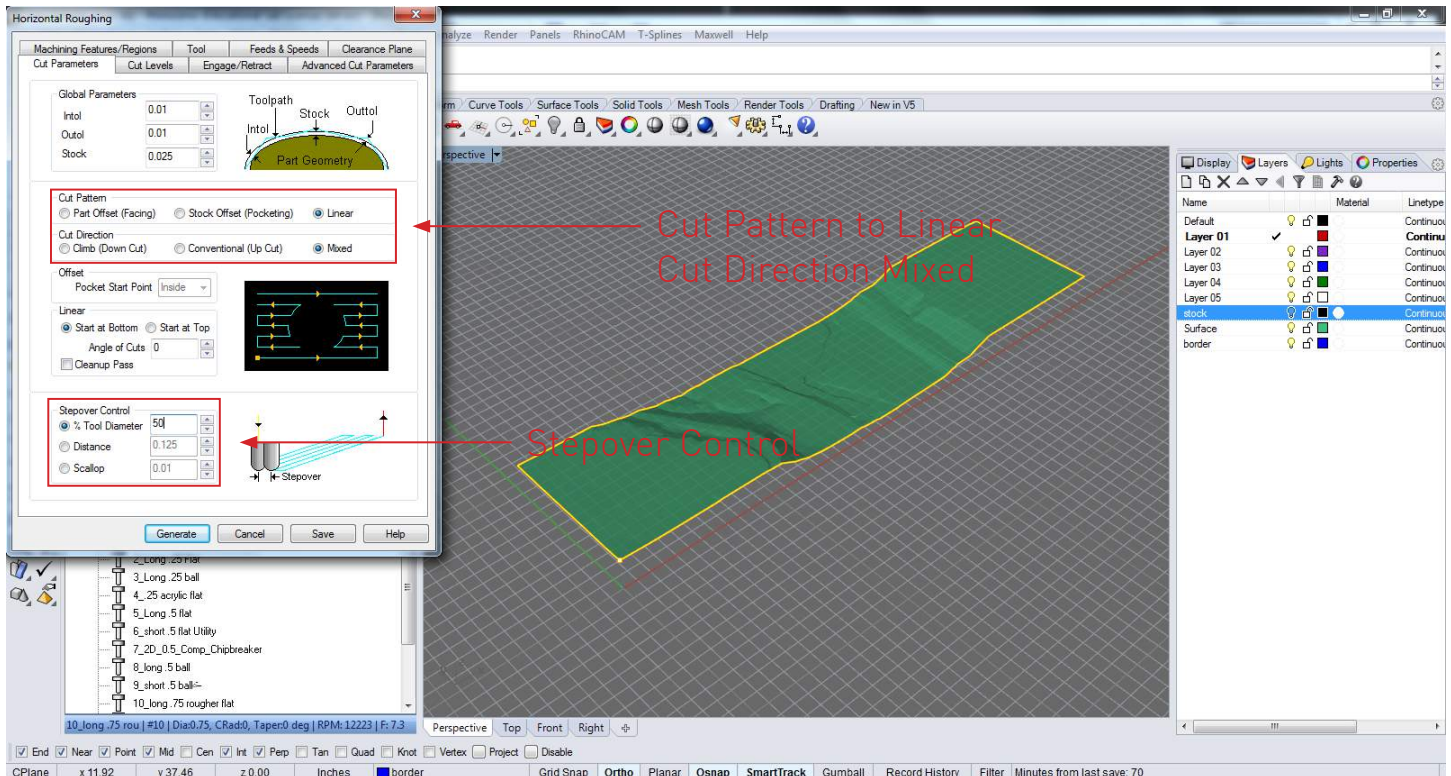 Horizontal Roughing
Machining Features/Regions Tool Feeds & Speeds Clearance Plane
Cut Parameters Cut Levels Engage/Retract Advanced Cut Parameters
Global Parameters
Intol 0.01
Outol 0.01
Stock 0.025
Toolpath
Stock Outtol
Intol
Part Geometry
Cut Pattern
Part Offset (Facing) Stock Offset (Pocketing) Linear
Cut Direction
Climb (Down Cut) Conventional (Up Cut) Mixed
Offset
Pocket Start Point Inside
Linear
Start at Bottom Start at Top
Angle of Cuts 0
Cleanup Pass
Stepover Control
% Tool Diameter 50
Distance 0.125
Scallop 0.01
Stepover
Generate Cancel Save Help
nalyze Render Panels RhinoCAM T-Splines Maxwell Help
rm Curve Tools Surface Tools Solid Tools Mesh Tools Render Tools Drafting New in V5
rspective
Cut Pattern to Linear
Cut Direction Mixed
Stepover Control
Display Layers Lights Properties
Name Material Linetype
Default Continuou
Layer 01 Continu
Layer 02 Continuou
Layer 03 Continuou
Layer 04 Continuou
Layer 05 Continuou
stock Continuou
Surface Continuou
border Continuou
2_Long .25 Flat
3_Long .25 ball
4_.25 acrylic flat
5_Long .5 flat
6_short .5 flat Utility
7_2D_0.5_Comp_Chipbreaker
8_long .5 ball
9_short .5 ball
10_long .75 rougher flat
10_long .75 rou | #10 | Dia:0.75, CRad:0, Taper:0 deg | RPM: 12223 | F: 7.3
Perspective Top Front Right
End Near Point Mid Cen Int Perp Tan Quad Knot Vertex Project Disable
CPlane x 11.92 y 37.46 z 0.00 Inches border Grid Snap Ortho Planar Osnap SmartTrack Gumball Record History Filter Minutes from last save: 70